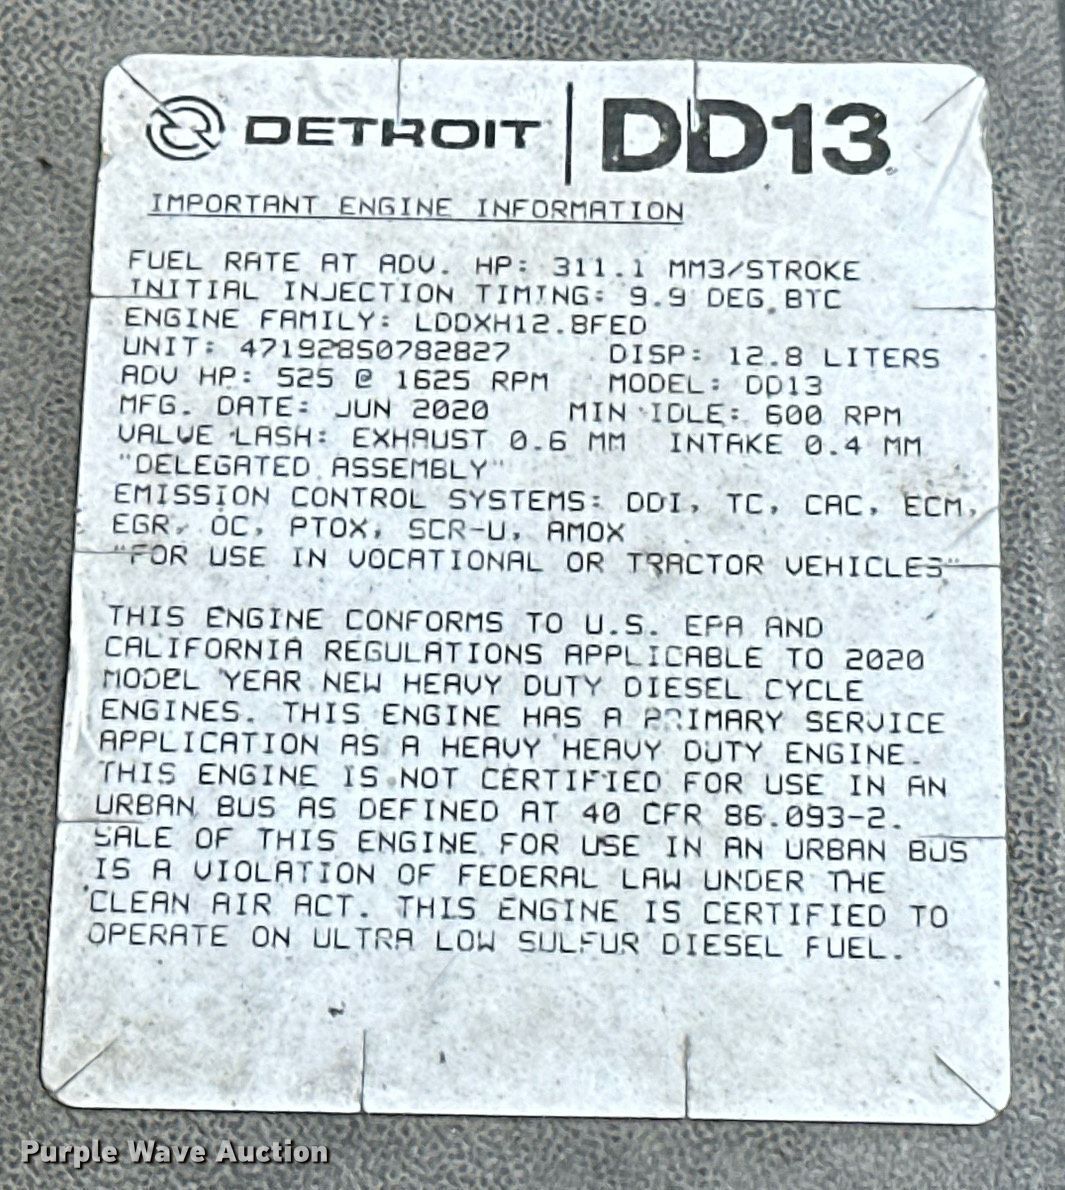 DETROIT DD13
IMPORTANT ENGINE INFORMATION
FUEL RATE AT ADV. HP: 311.1 MM3/STROKE
INITIAL INJECTION TIMING: 9.9 DEG.BTC
ENGINE FAMILY: LDDXH12.8FED
UNIT: 471928S0782827 DISP: 12.8 LITERS
ADV HP: 525 @ 1625 RPM MODEL: DD13
MFG. DATE: JUN 2020 MIN IDLE: 600 RPM
VALVE LASH: EXHAUST 0.6 MM INTAKE 0.4 MM
"DELEGATED ASSEMBLY"
EMISSION CONTROL SYSTEMS: DDI, TC, CAC, ECM,
EGR, OC, PTOX, SCR-U, AMOX
"FOR USE IN VOCATIONAL OR TRACTOR VEHICLES"
THIS ENGINE CONFORMS TO U.S. EPA AND
CALIFORNIA REGULATIONS APPLICABLE TO 2020
MODEL YEAR NEW HEAVY DUTY DIESEL CYCLE
ENGINES. THIS ENGINE HAS A PRIMARY SERVICE
APPLICATION AS A HEAVY HEAVY DUTY ENGINE.
THIS ENGINE IS NOT CERTIFIED FOR USE IN AN
URBAN BUS AS DEFINED AT 40 CFR 86.093-2.
SALE OF THIS ENGINE FOR USE IN AN URBAN BUS
IS A VIOLATION OF FEDERAL LAW UNDER THE
CLEAN AIR ACT. THIS ENGINE IS CERTIFIED TO
OPERATE ON ULTRA LOW SULFUR DIESEL FUEL.
Purple Wave Auction